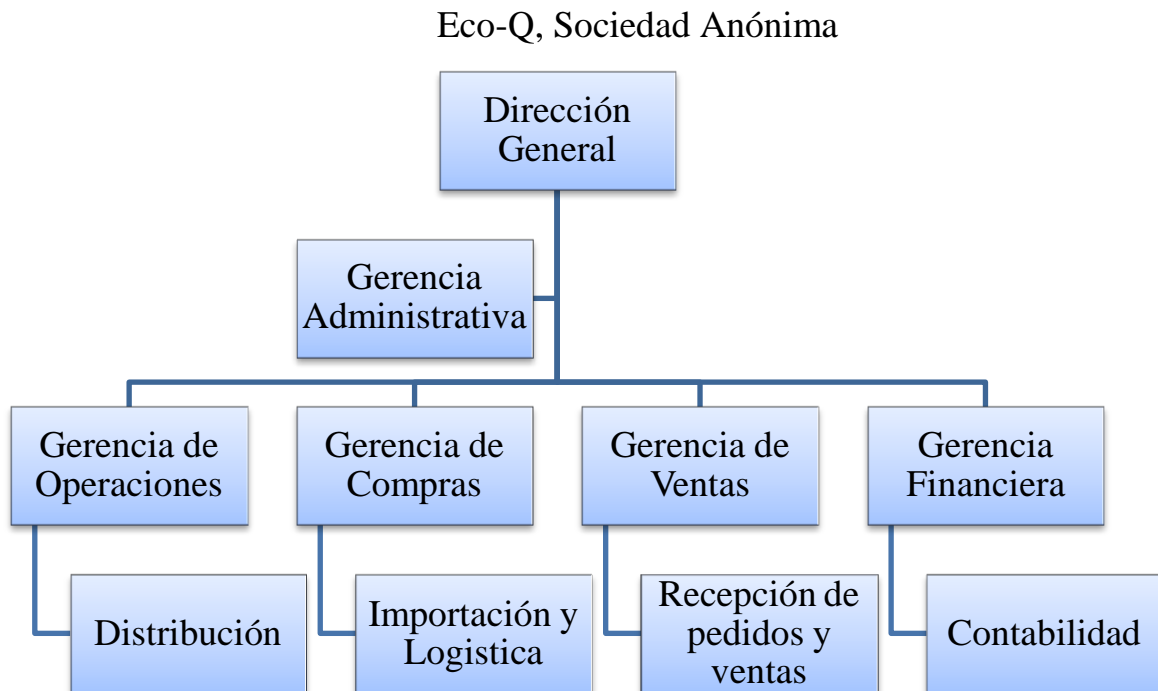 Eco-Q, Sociedad Anónima
Dirección
General
Gerencia
Administrativa
Gerencia de
Operaciones
Gerencia de
Compras
Gerencia de
Ventas
Gerencia
Financiera
Distribución
Importación y
Logistica
Recepción de
pedidos y
ventas
Contabilidad